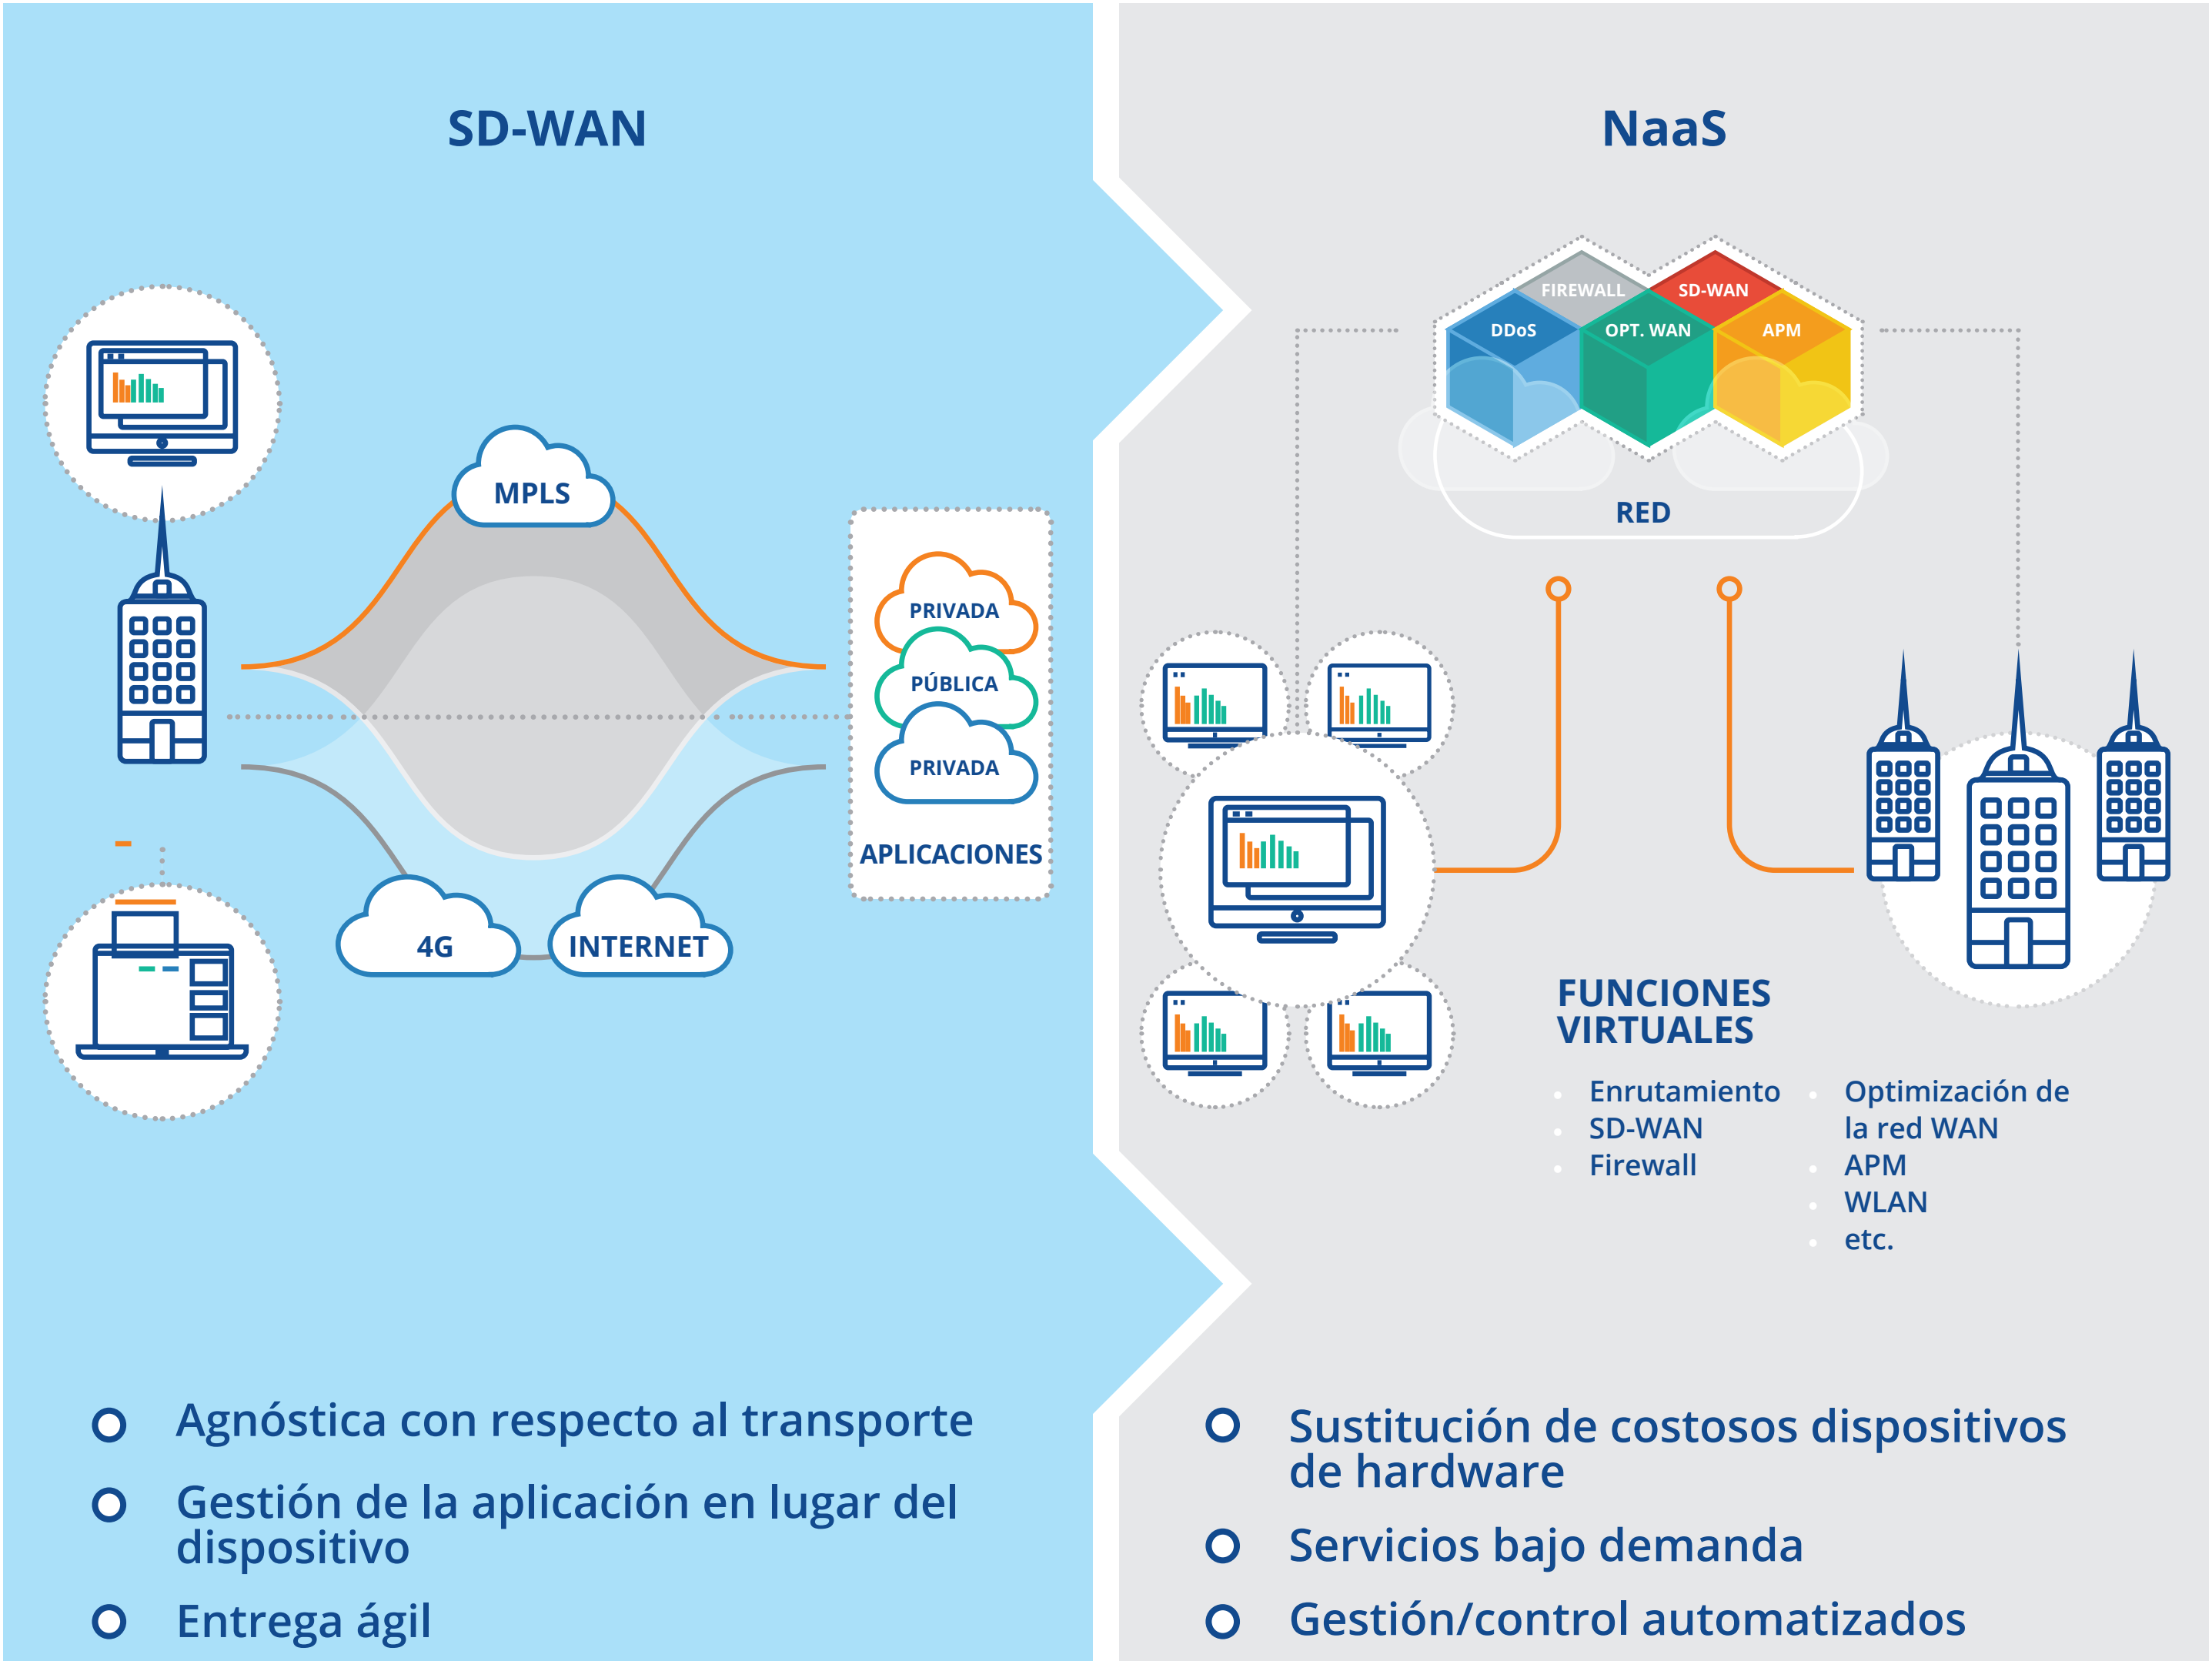 SD-WAN
MPLS
4G
INTERNET
PRIVADA
PÚBLICA
PRIVADA
APLICACIONES
Agnóstica con respecto al transporte
Gestión de la aplicación en lugar del
dispositivo
Entrega ágil
NaaS
FIREWALL
SD-WAN
DDoS
OPT. WAN
APM
RED
FUNCIONES
VIRTUALES
Enrutamiento
SD-WAN
Firewall
Optimización de
la red WAN
APM
WLAN
etc.
Sustitución de costosos dispositivos
de hardware
Servicios bajo demanda
Gestión/control automatizados